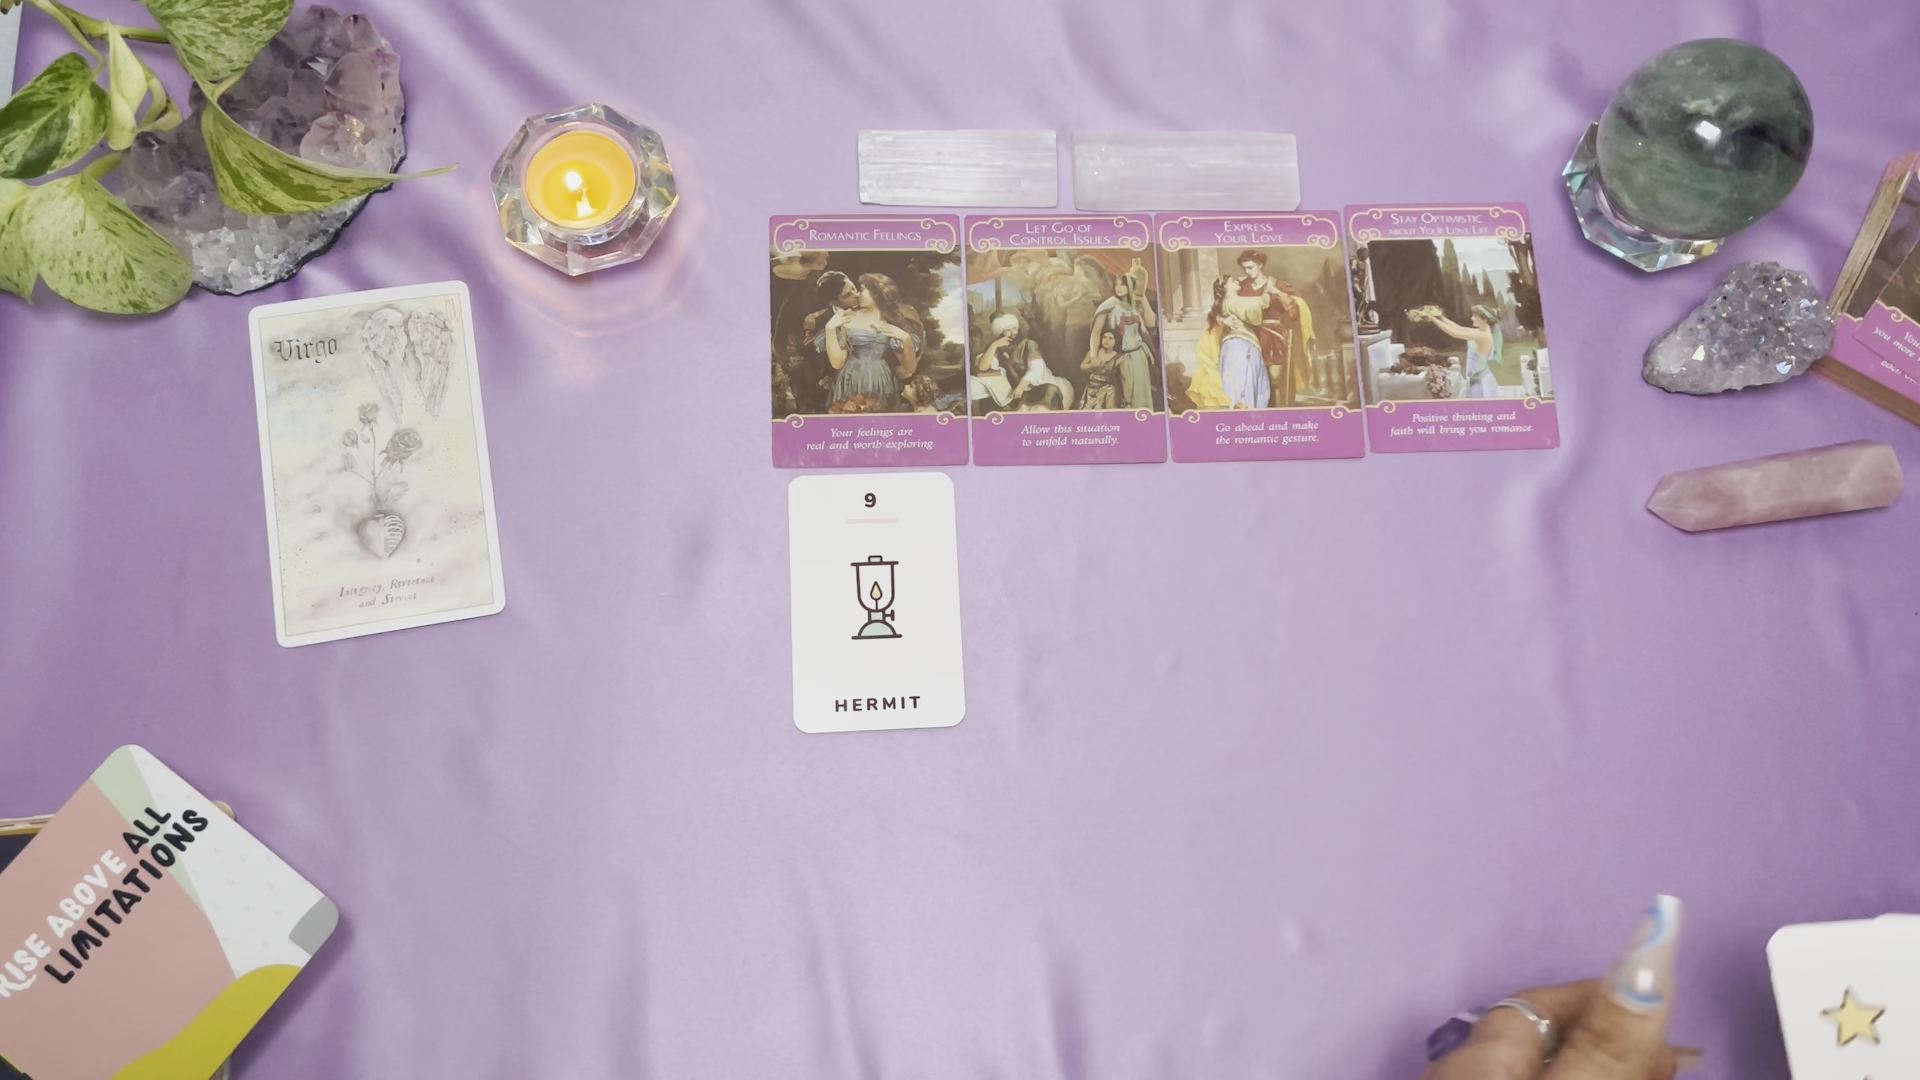 Virgo
Integrity, Reverence
and Service
ROMANTIC FEELINGS
Your feelings are
real and worth exploring.
LET GO OF
CONTROL ISSUES
Allow this situation
to unfold naturally.
EXPRESS
YOUR LOVE
Go ahead and make
the romantic gesture.
STAY OPTIMISTIC
ABOUT YOUR LOVE LIFE
Positive thinking and
faith will bring you romance.
9
HERMIT
RISE ABOVE ALL
LIMITATIONS
you more